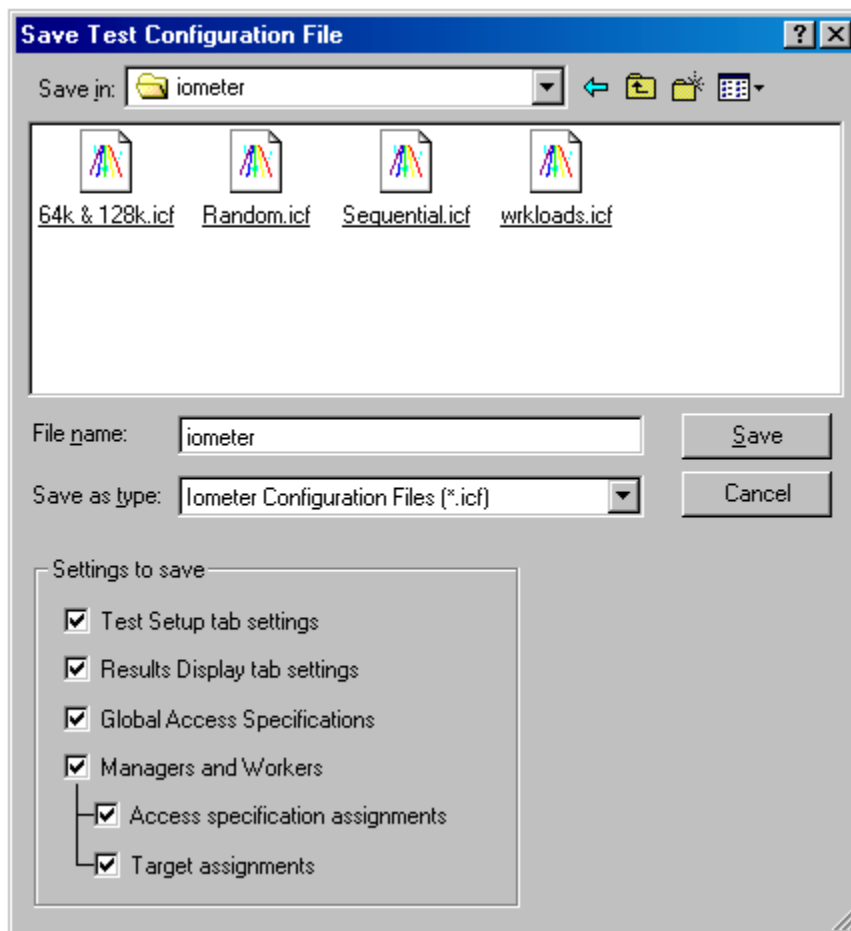 Save Test Configuration File
Save in: iometer
64k & 128k.icf Random.icf Sequential.icf wrkloads.icf
File name: iometer Save
Save as type: Iometer Configuration Files (*.icf) Cancel
Settings to save
Test Setup tab settings
Results Display tab settings
Global Access Specifications
Managers and Workers
Access specification assignments
Target assignments